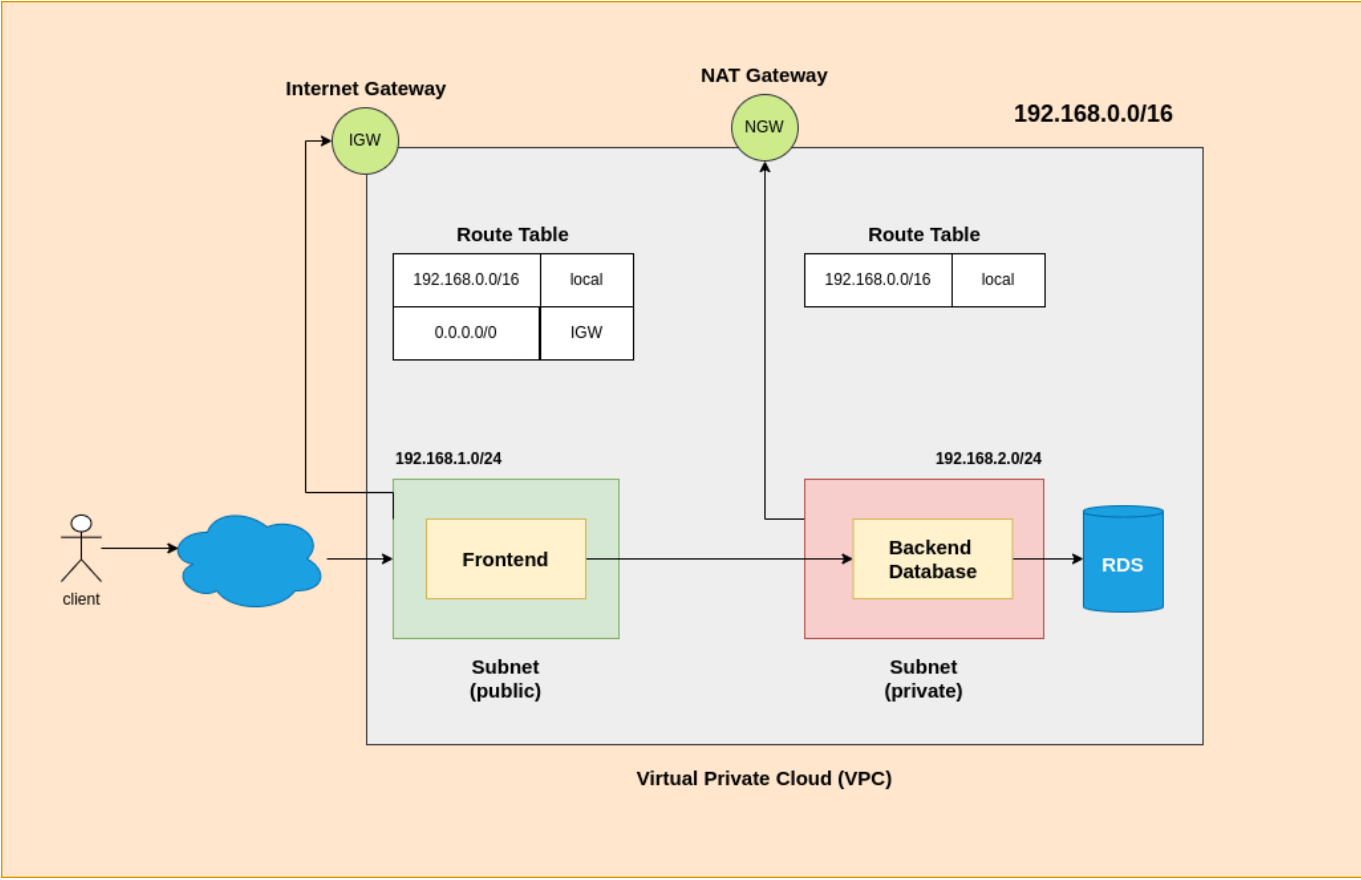 Internet Gateway
NAT Gateway
192.168.0.0/16
IGW
NGW
Route Table
192.168.0.0/16 local
0.0.0.0/0 IGW
Route Table
192.168.0.0/16 local
192.168.1.0/24
192.168.2.0/24
client
Frontend
Backend
Database
RDS
Subnet
(public)
Subnet
(private)
Virtual Private Cloud (VPC)